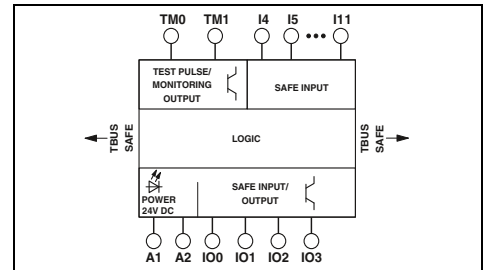 TM0 TM1 I4 I5 ••• I11
TEST PULSE/
MONITORING
OUTPUT
SAFE INPUT
TBUS
SAFE
LOGIC
TBUS
SAFE
POWER
24V DC
SAFE INPUT/
OUTPUT
A1 A2 IO0 IO1 IO2 IO3